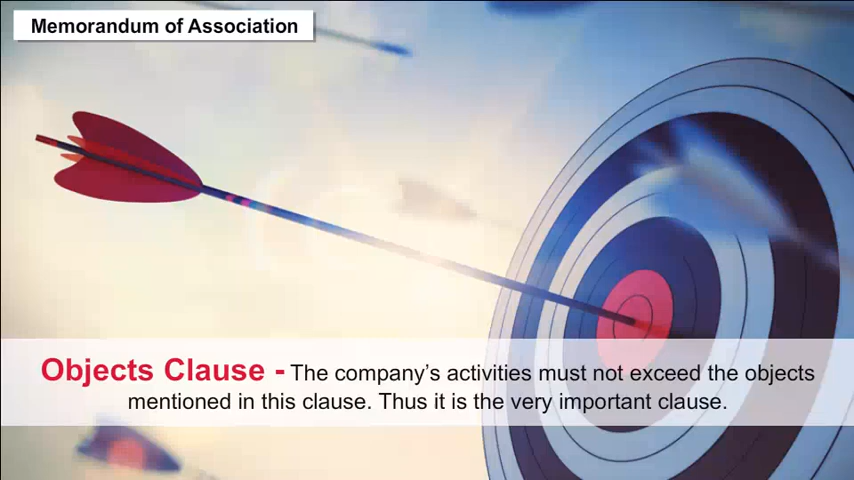 Memorandum of Association
Objects Clause - The company’s activities must not exceed the objects
mentioned in this clause. Thus it is the very important clause.